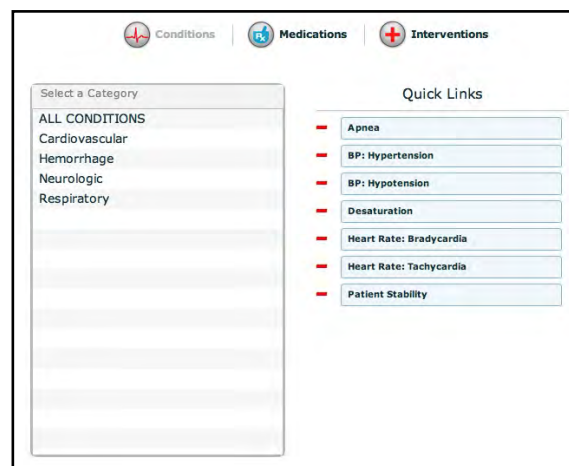 Conditions Medications Interventions
Select a Category
ALL CONDITIONS
Cardiovascular
Hemorrhage
Neurologic
Respiratory
Quick Links
Apnea
BP: Hypertension
BP: Hypotension
Desaturation
Heart Rate: Bradycardia
Heart Rate: Tachycardia
Patient Stability